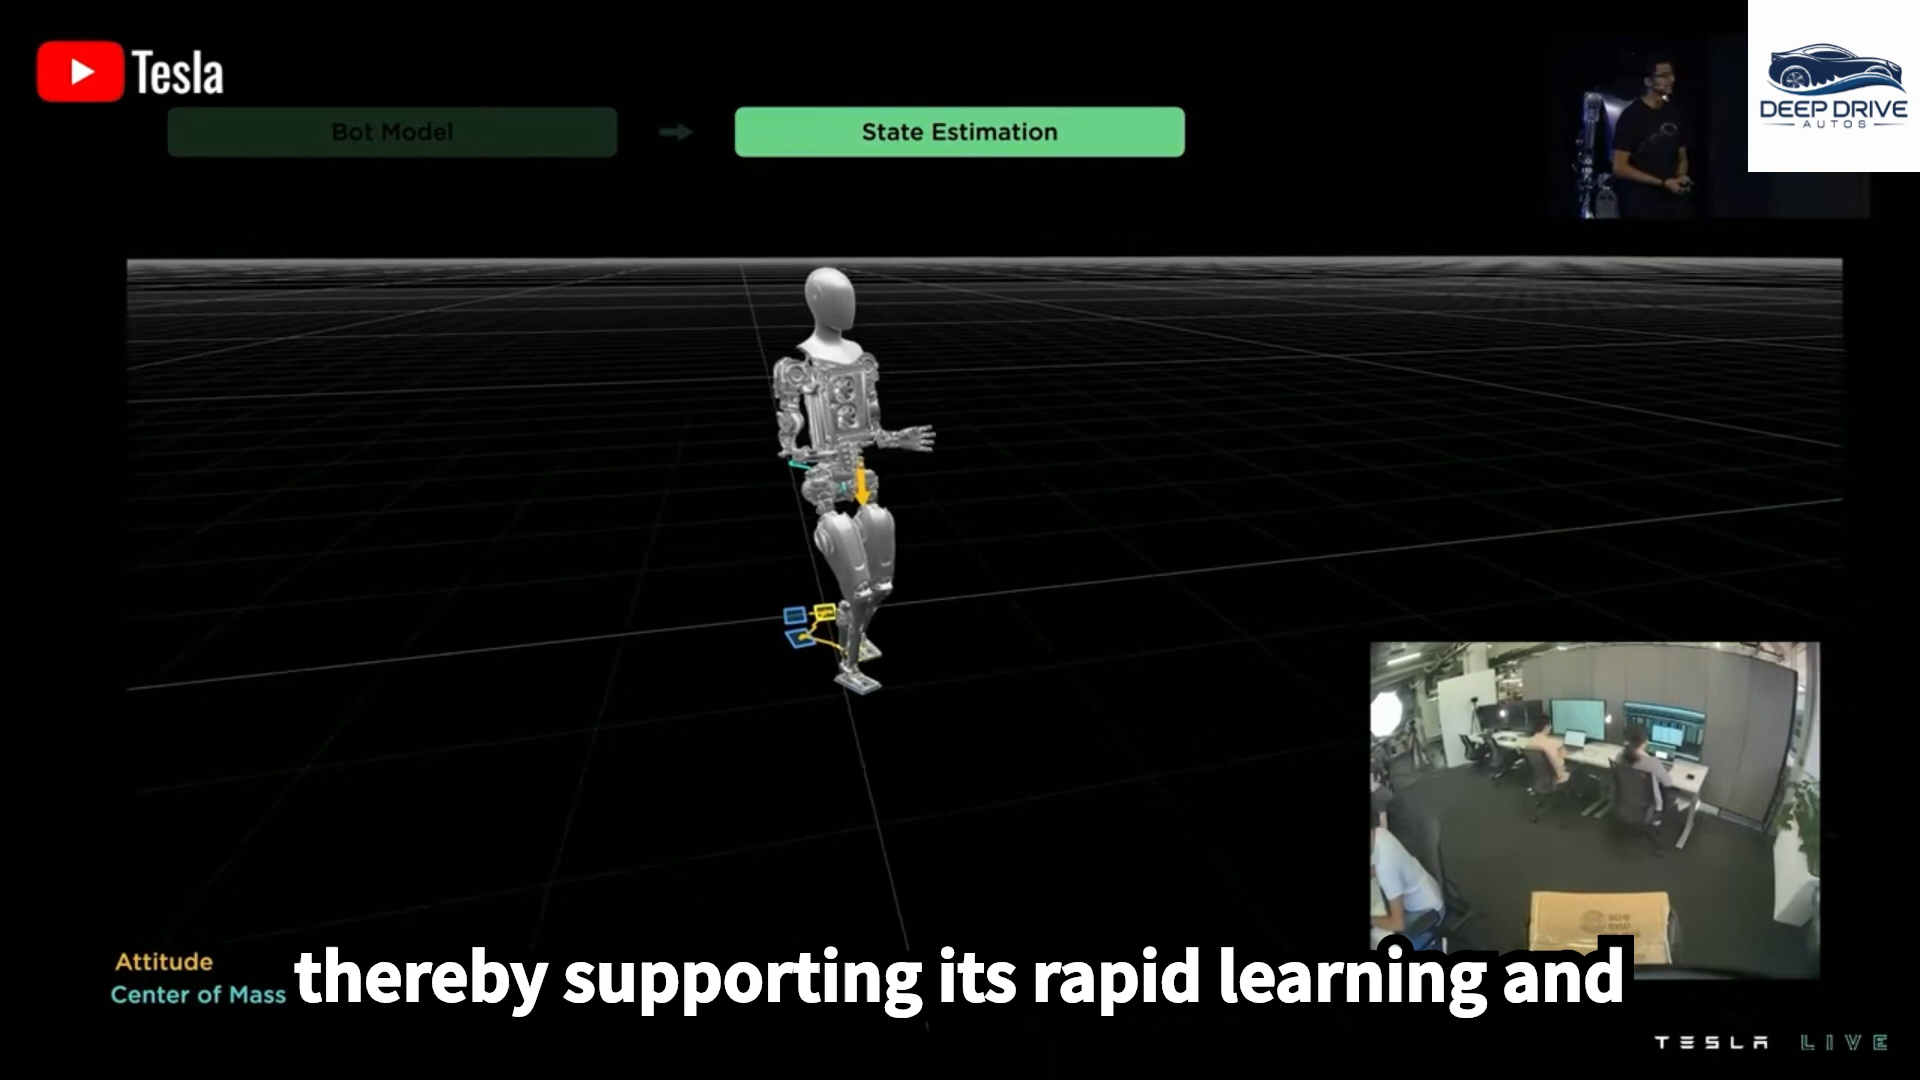 Tesla
DEEP DRIVE
AUTOS
Bot Model
State Estimation
Attitude
Center of Mass
thereby supporting its rapid learning and
TESLA LIVE